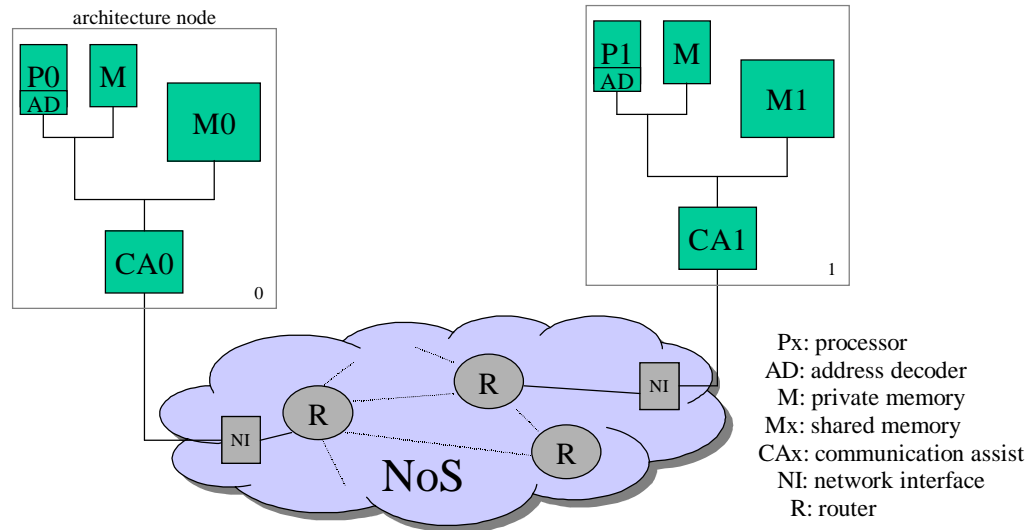 architecture node
P0
AD
M
M0
CA0
0
P1
AD
M
M1
CA1
1
R
R
R
NI
NI
NoS
Px: processor
AD: address decoder
M: private memory
Mx: shared memory
CAx: communication assist
NI: network interface
R: router